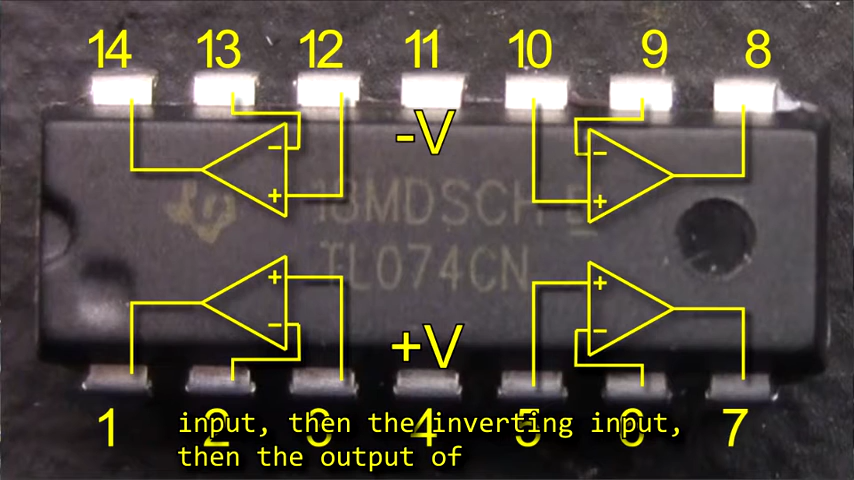 14 13 12 11 10 9 8
-V
- -
+ +
18MDSCH E
TL074CN
+ +
- -
+V
1 2 3 4 5 6 7
input, then the inverting input,
then the output of